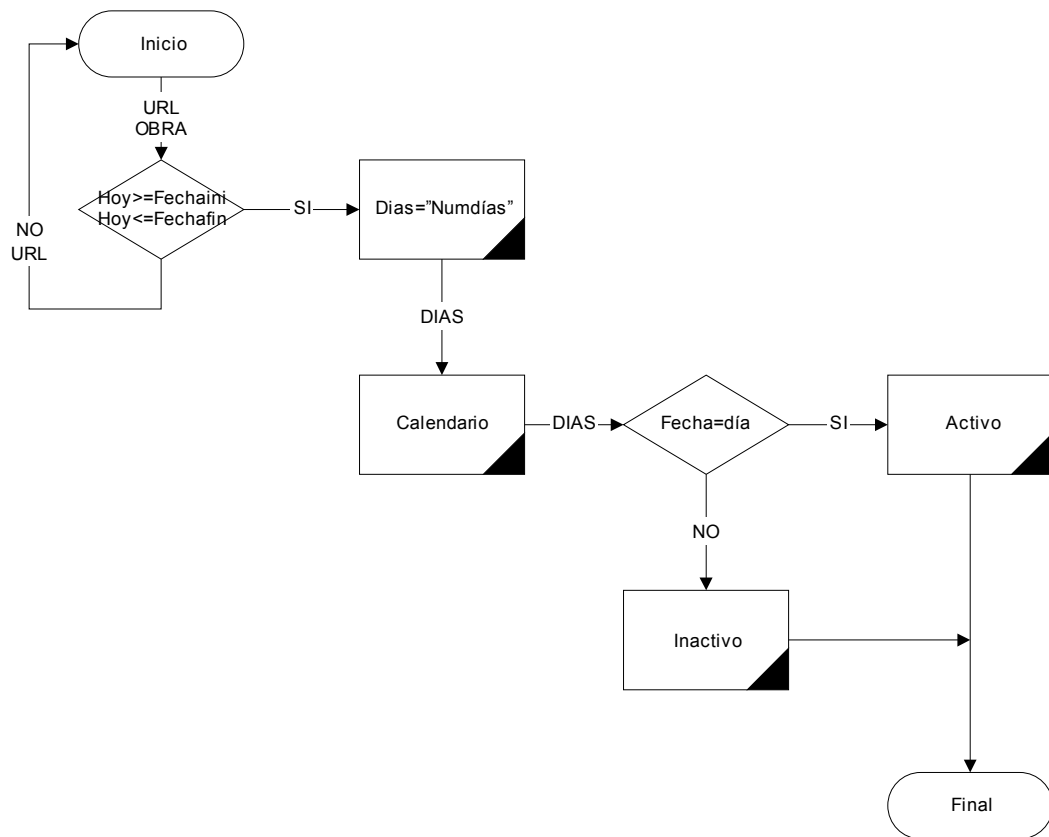 Inicio
URL
OBRA
Hoy>=Fechaini
Hoy<=Fechafin
SI
Dias=”Numdías”
NO
URL
DIAS
Calendario
DIAS
Fecha=día
SI
Activo
NO
Inactivo
Final